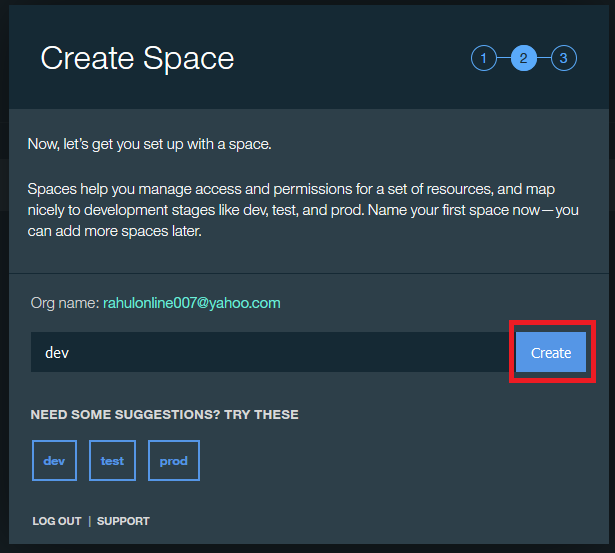 Create Space
1 2 3
Now, let's get you set up with a space.
Spaces help you manage access and permissions for a set of resources, and map
nicely to development stages like dev, test, and prod. Name your first space now—you
can add more spaces later.
Org name: rahulonline007@yahoo.com
dev Create
NEED SOME SUGGESTIONS? TRY THESE
dev test prod
LOG OUT | SUPPORT